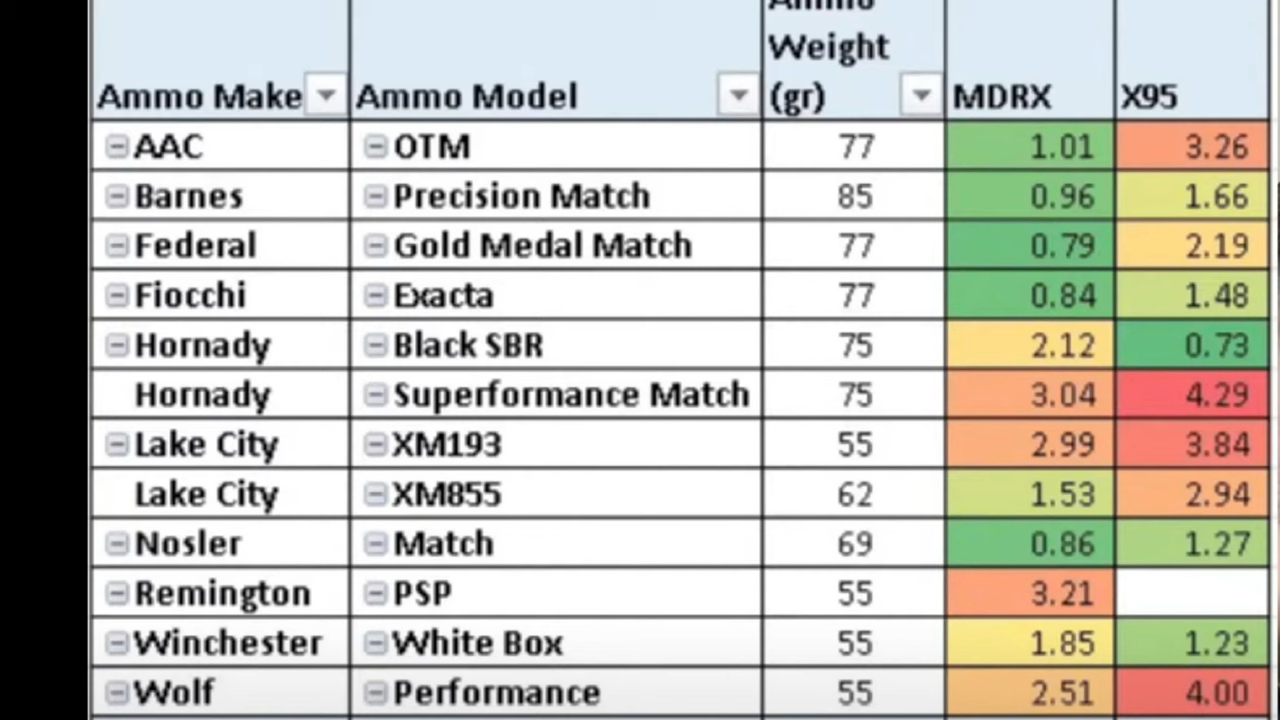 Ammo
Weight
Ammo Make Ammo Model (gr) MDRX X95
AAC OTM 77 1.01 3.26
Barnes Precision Match 85 0.96 1.66
Federal Gold Medal Match 77 0.79 2.19
Fiocchi Exacta 77 0.84 1.48
Hornady Black SBR 75 2.12 0.73
Hornady Superformance Match 75 3.04 4.29
Lake City XM193 55 2.99 3.84
Lake City XM855 62 1.53 2.94
Nosler Match 69 0.86 1.27
Remington PSP 55 3.21
Winchester White Box 55 1.85 1.23
Wolf Performance 55 2.51 4.00